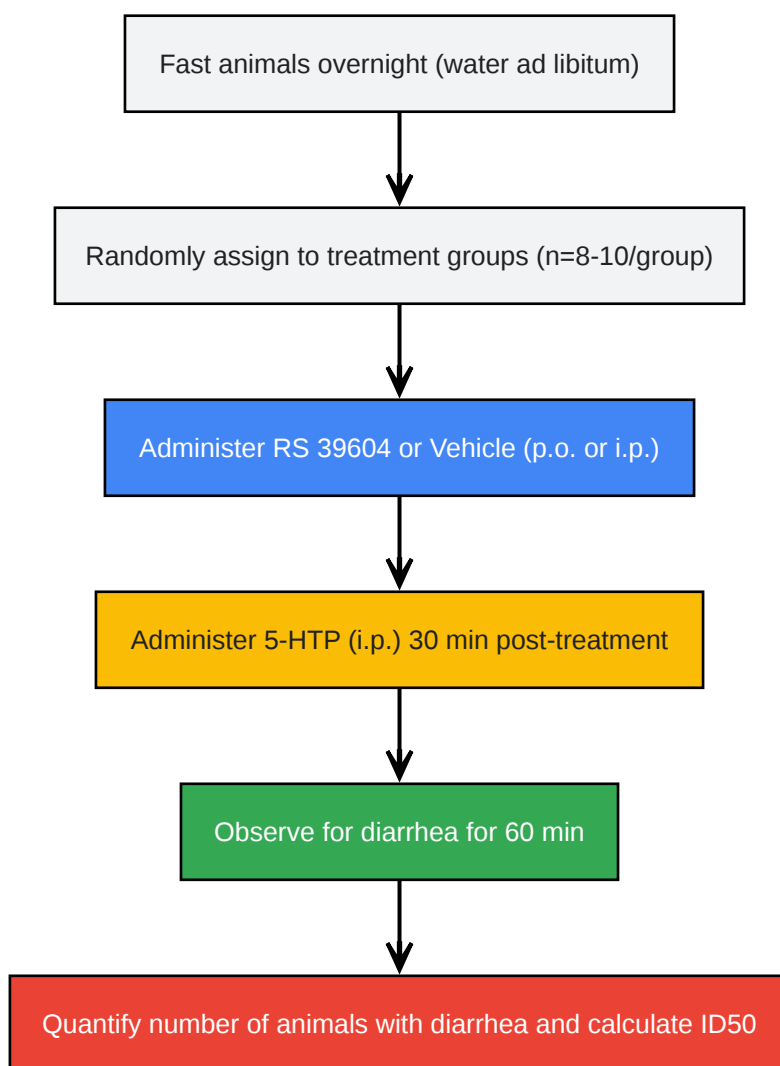 Fast animals overnight (water ad libitum)
Randomly assign to treatment groups (n=8-10/group)
Administer RS 39604 or Vehicle (p.o. or i.p.)
Administer 5-HTP (i.p.) 30 min post-treatment
Observe for diarrhea for 60 min
Quantify number of animals with diarrhea and calculate ID50